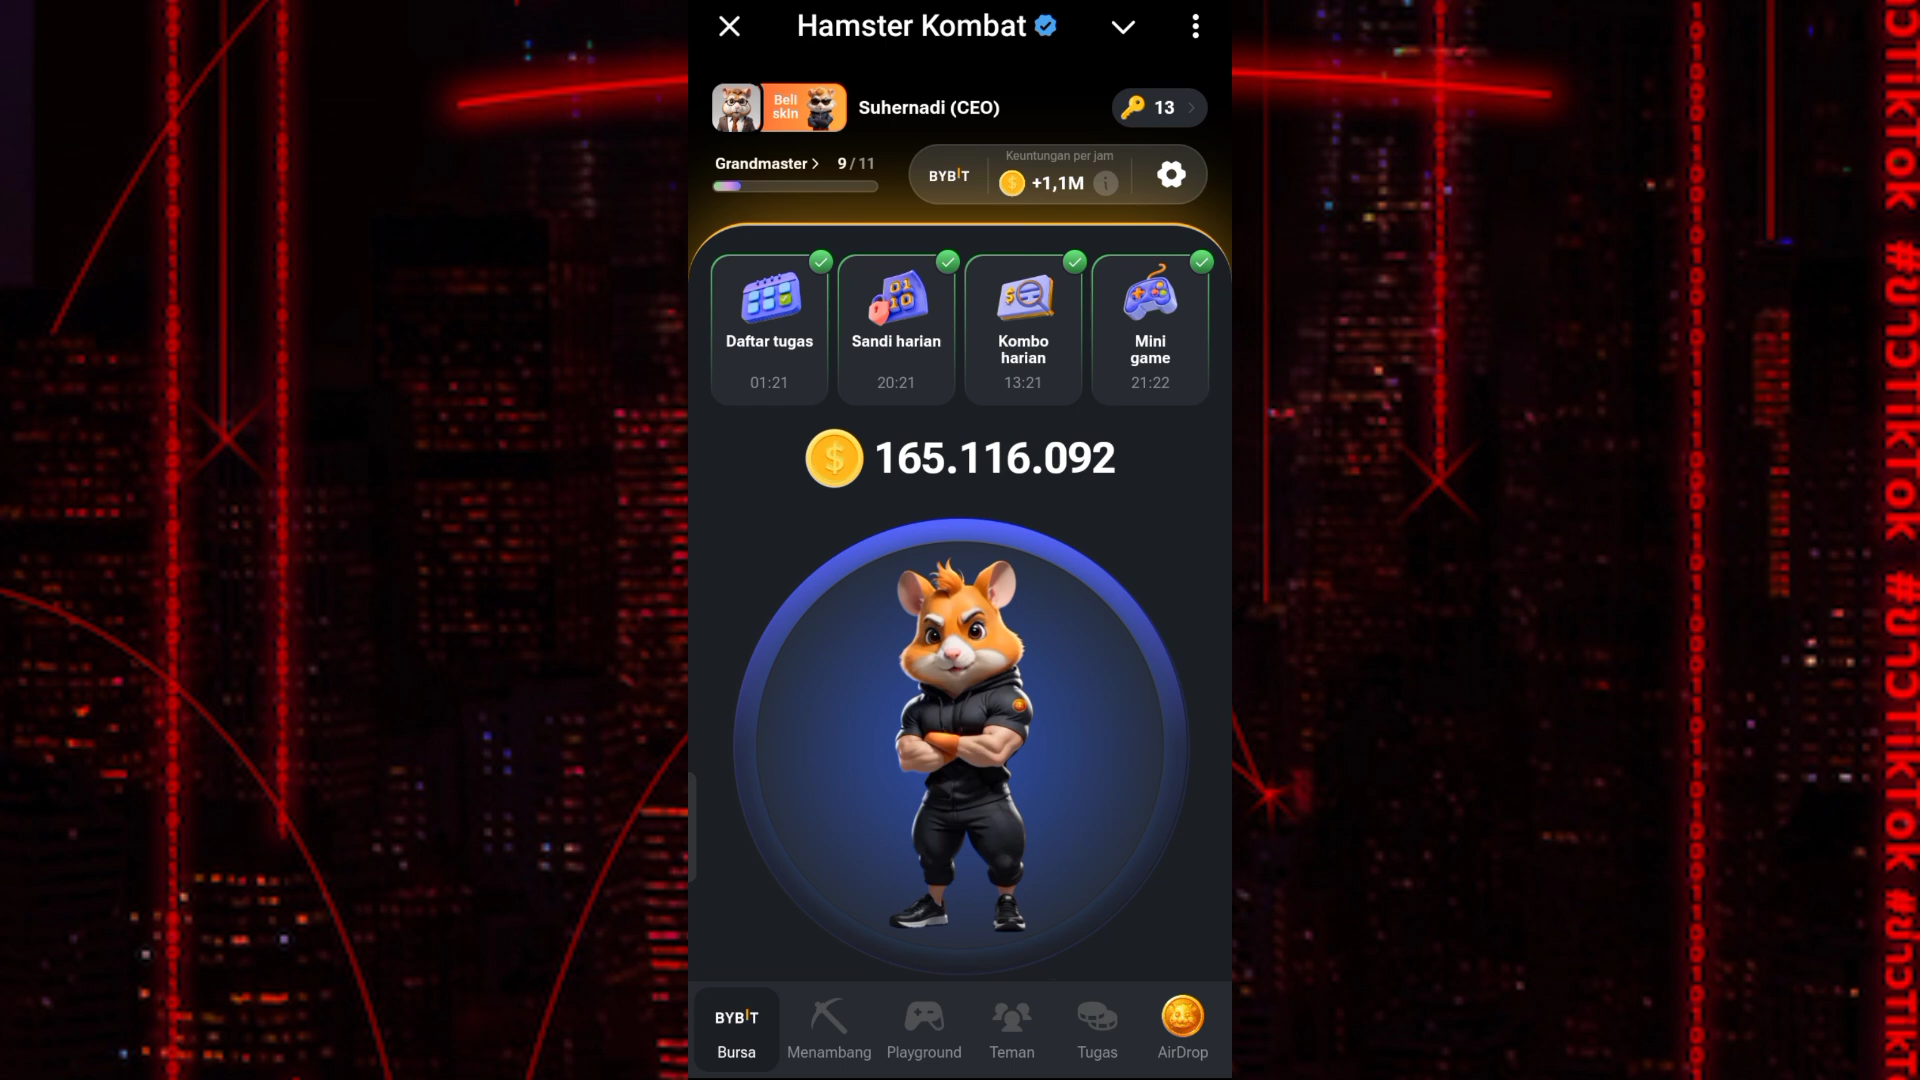 Hamster Kombat
Beli
skin
Suhernadi (CEO)
13
Grandmaster
9/11
BYBIT
Keuntungan per jam
+1,1M
01
10
Daftar tugas
01:21
Sandi harian
20:21
Kombo
harian
13:21
Mini
game
21:22
165.116.092
BYBIT
Bursa
Menambang
Playground
Teman
Tugas
AirDrop